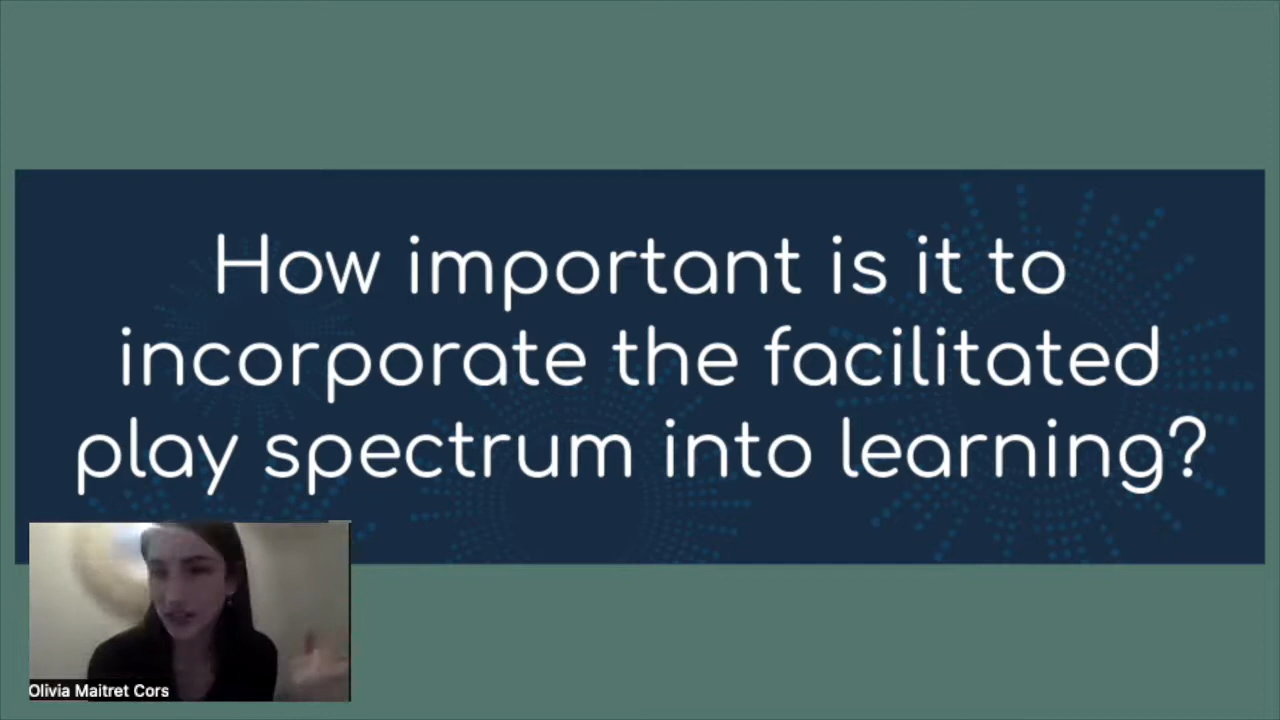 How important is it to
incorporate the facilitated
play spectrum into learning?
Olivia Maitret Cors